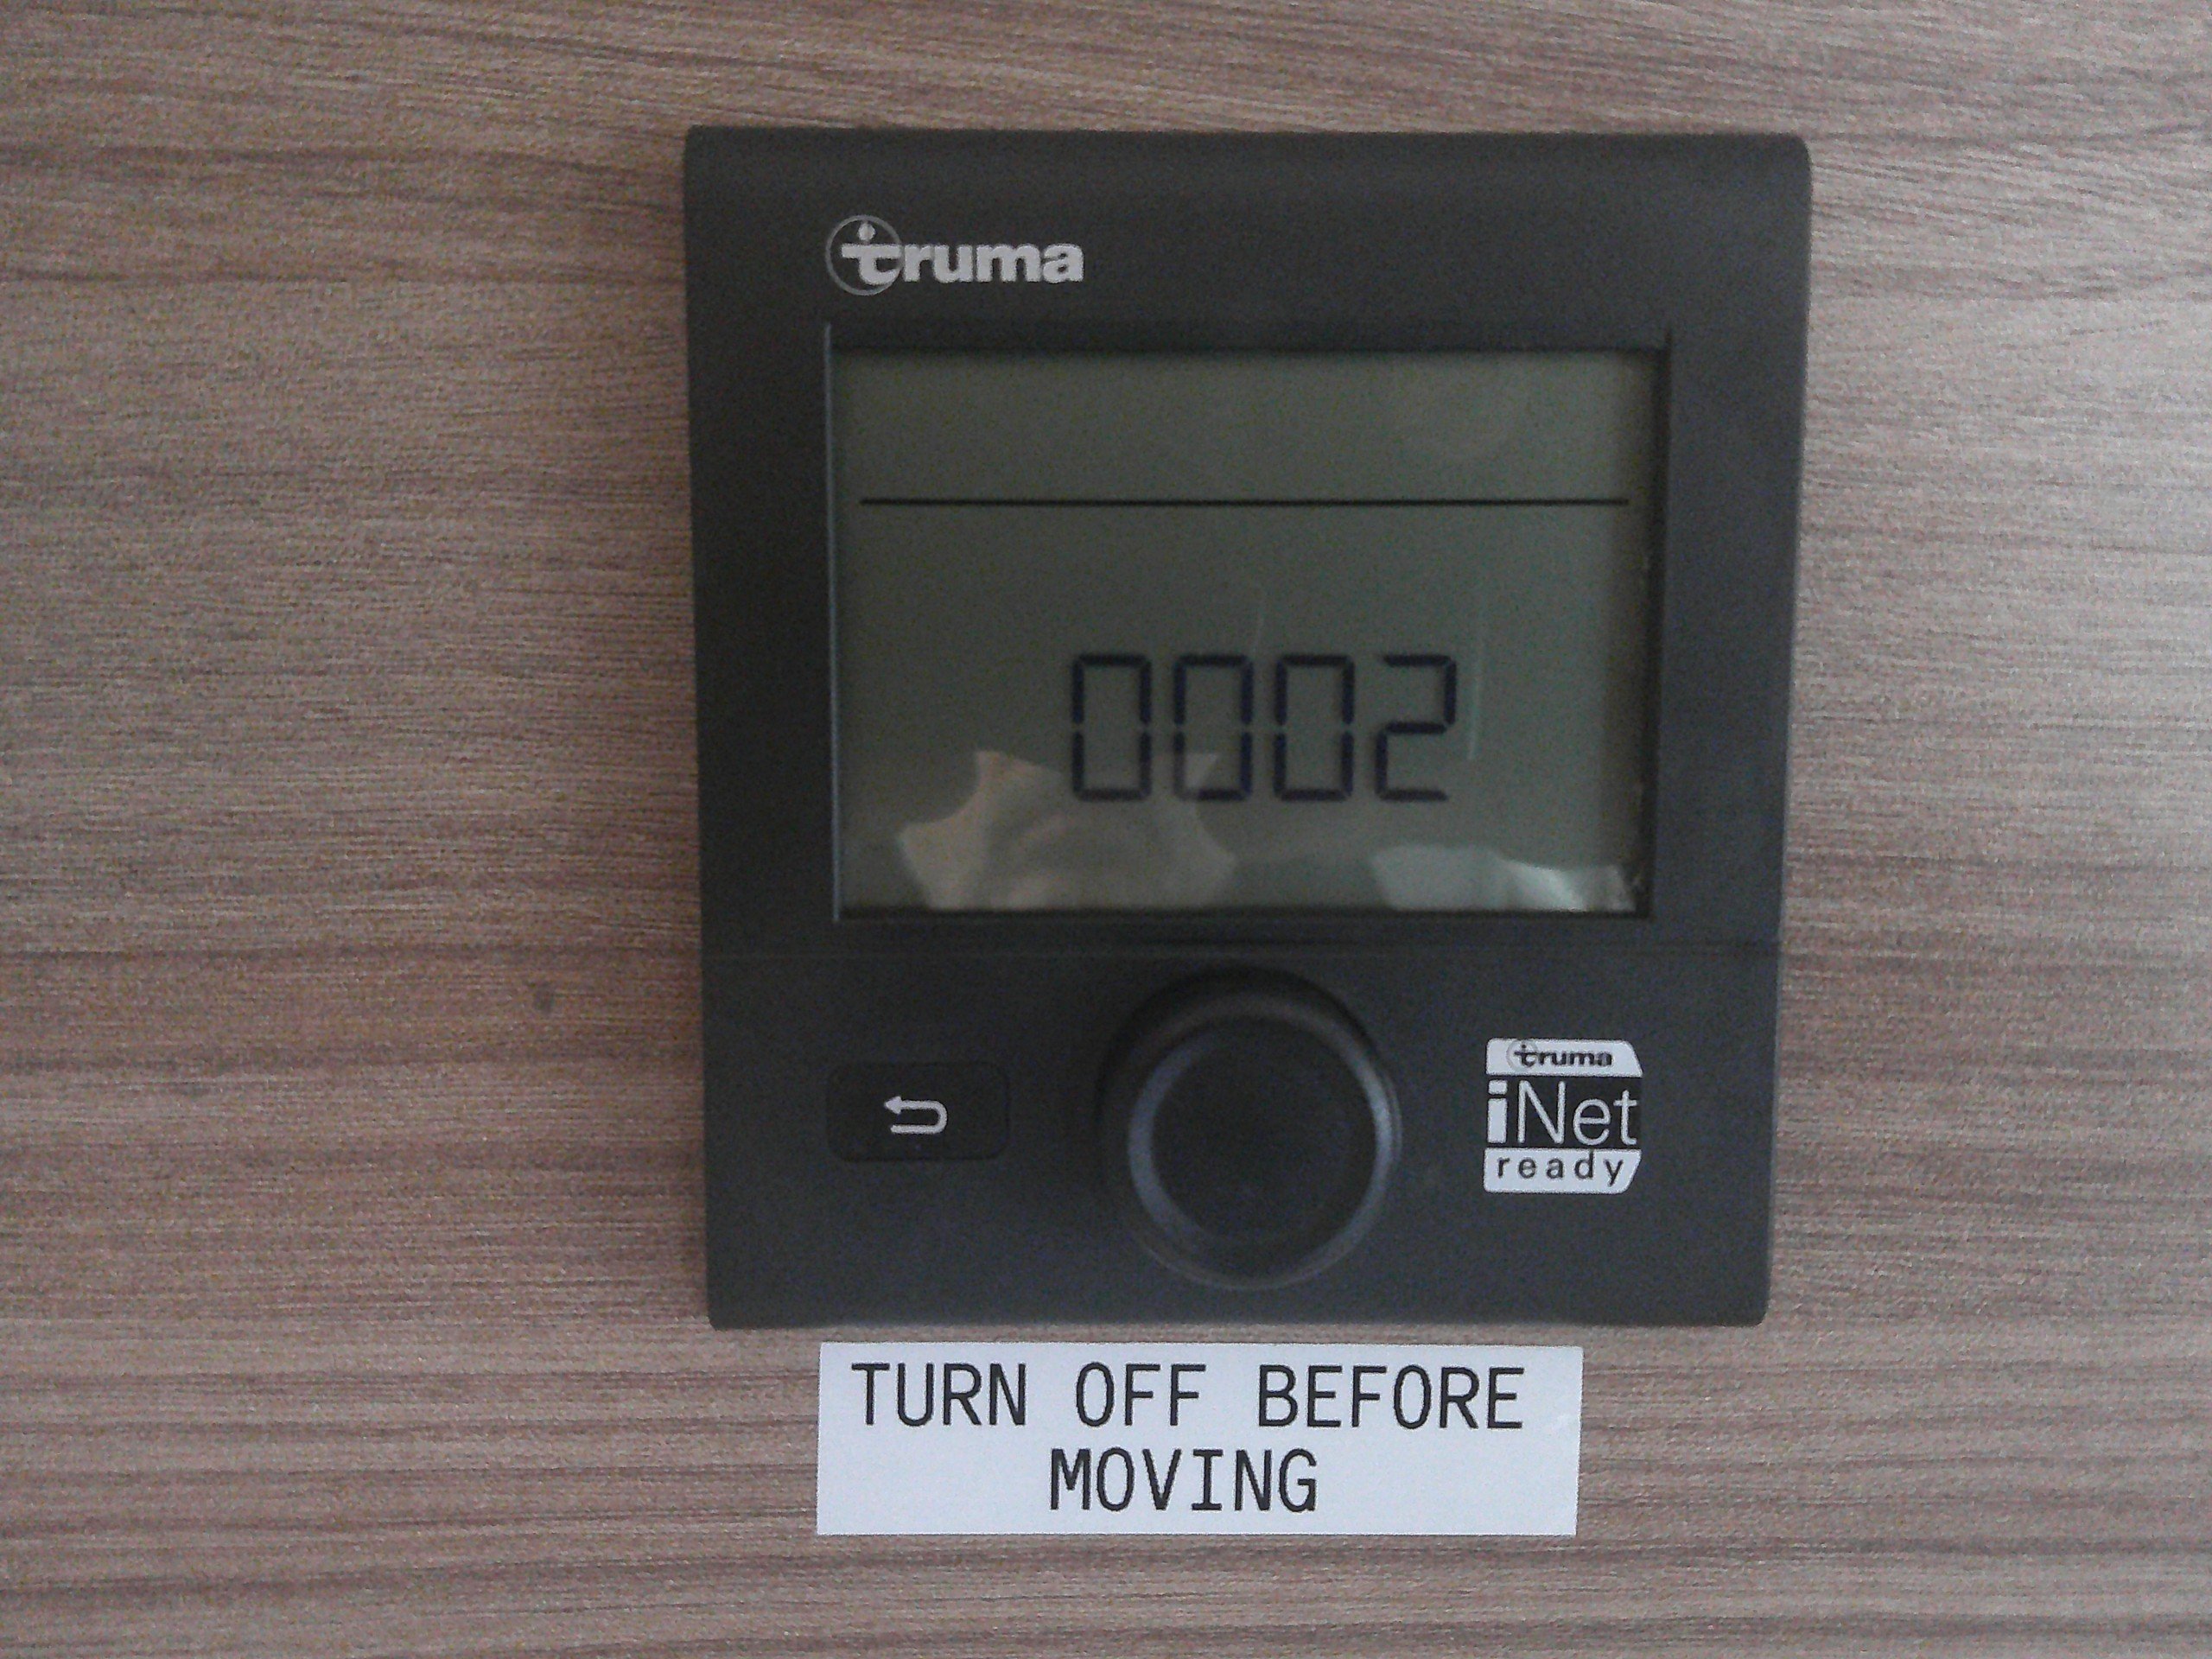 truma
0002
truma
iNet
ready
TURN OFF BEFORE
MOVING